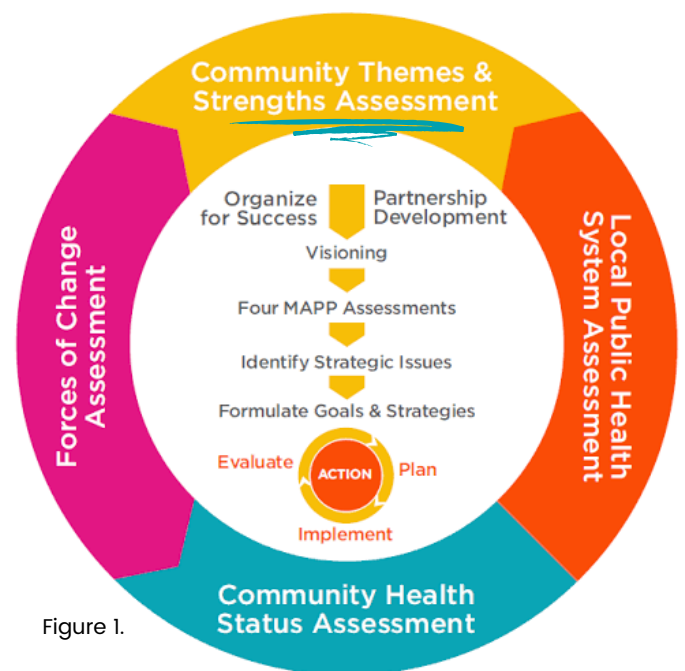 Community Themes &
Strengths Assessment
Organize
for Success
Partnership
Development
Visioning
Four MAPP Assessments
Identify Strategic Issues
Formulate Goals & Strategies
Evaluate
ACTION
Plan
Implement
Forces of Change
Assessment
Local Public Health
System Assessment
Community Health
Status Assessment
Figure 1.